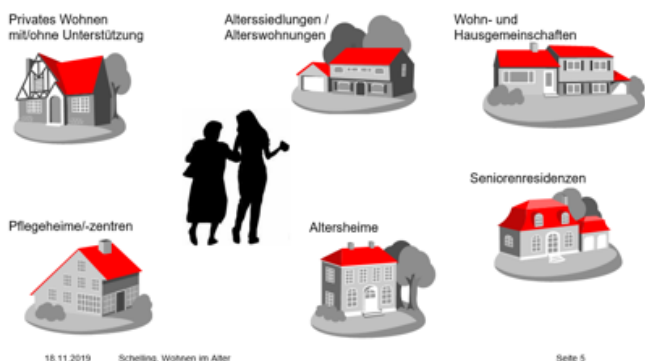 Privates Wohnen
mit/ohne Unterstützung
Alterssiedlungen /
Alterswohnungen
Wohn- und
Hausgemeinschaften
Seniorenresidenzen
Pflegeheime/-zentren
Altersheime
18.11.2019 Schelling, Wohnen im Alter Seite 5